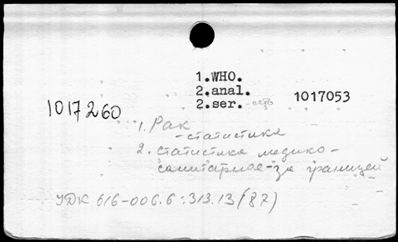 1.WHO.
2.anal.
2.ser.
1017053
1017260
1. Рак
-статистика
2. статистика медико-
санитарная-за границей
УДК 616-006.6:313.13(87)